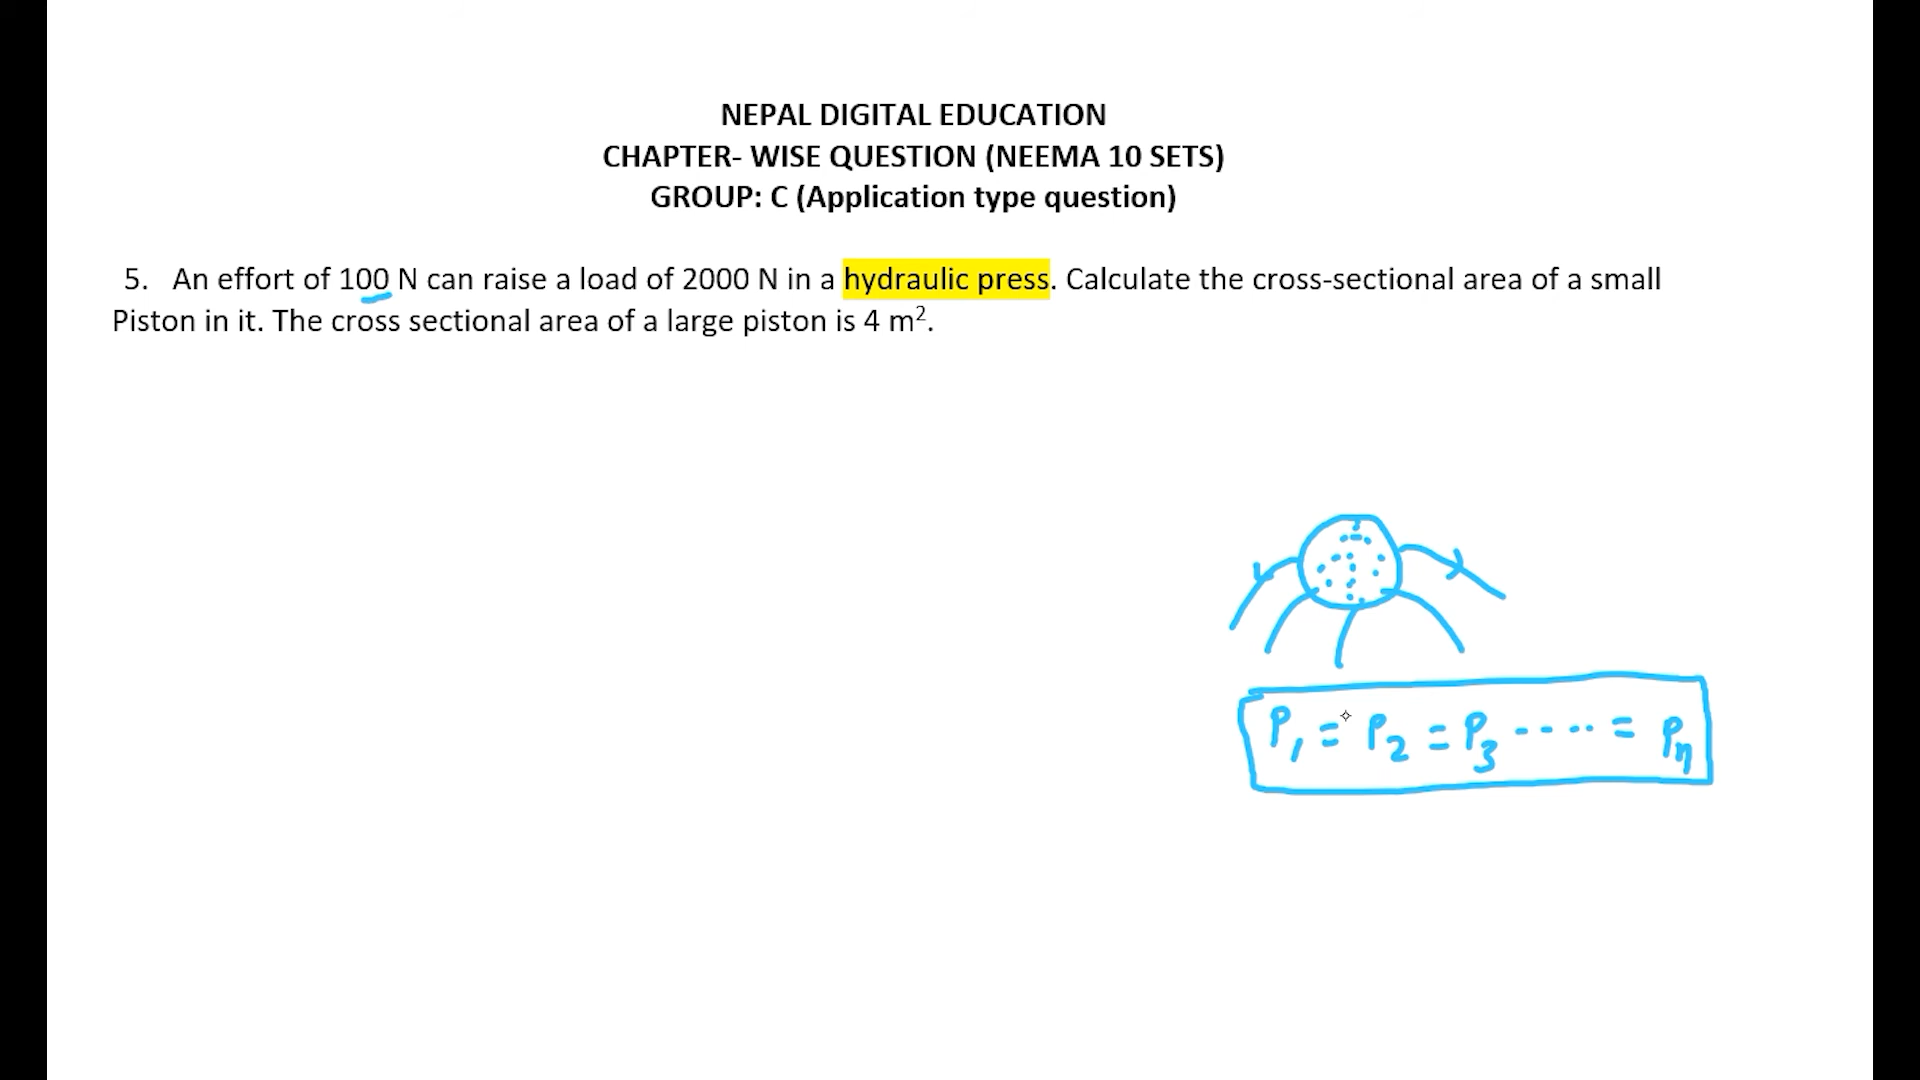 NEPAL DIGITAL EDUCATION
CHAPTER- WISE QUESTION (NEEMA 10 SETS)
GROUP: C (Application type question)
5. An effort of 100 N can raise a load of 2000 N in a hydraulic press. Calculate the cross-sectional area of a small
Piston in it. The cross sectional area of a large piston is 4 m².
P₁ = P₂ = P₃ ----- = Pₙ